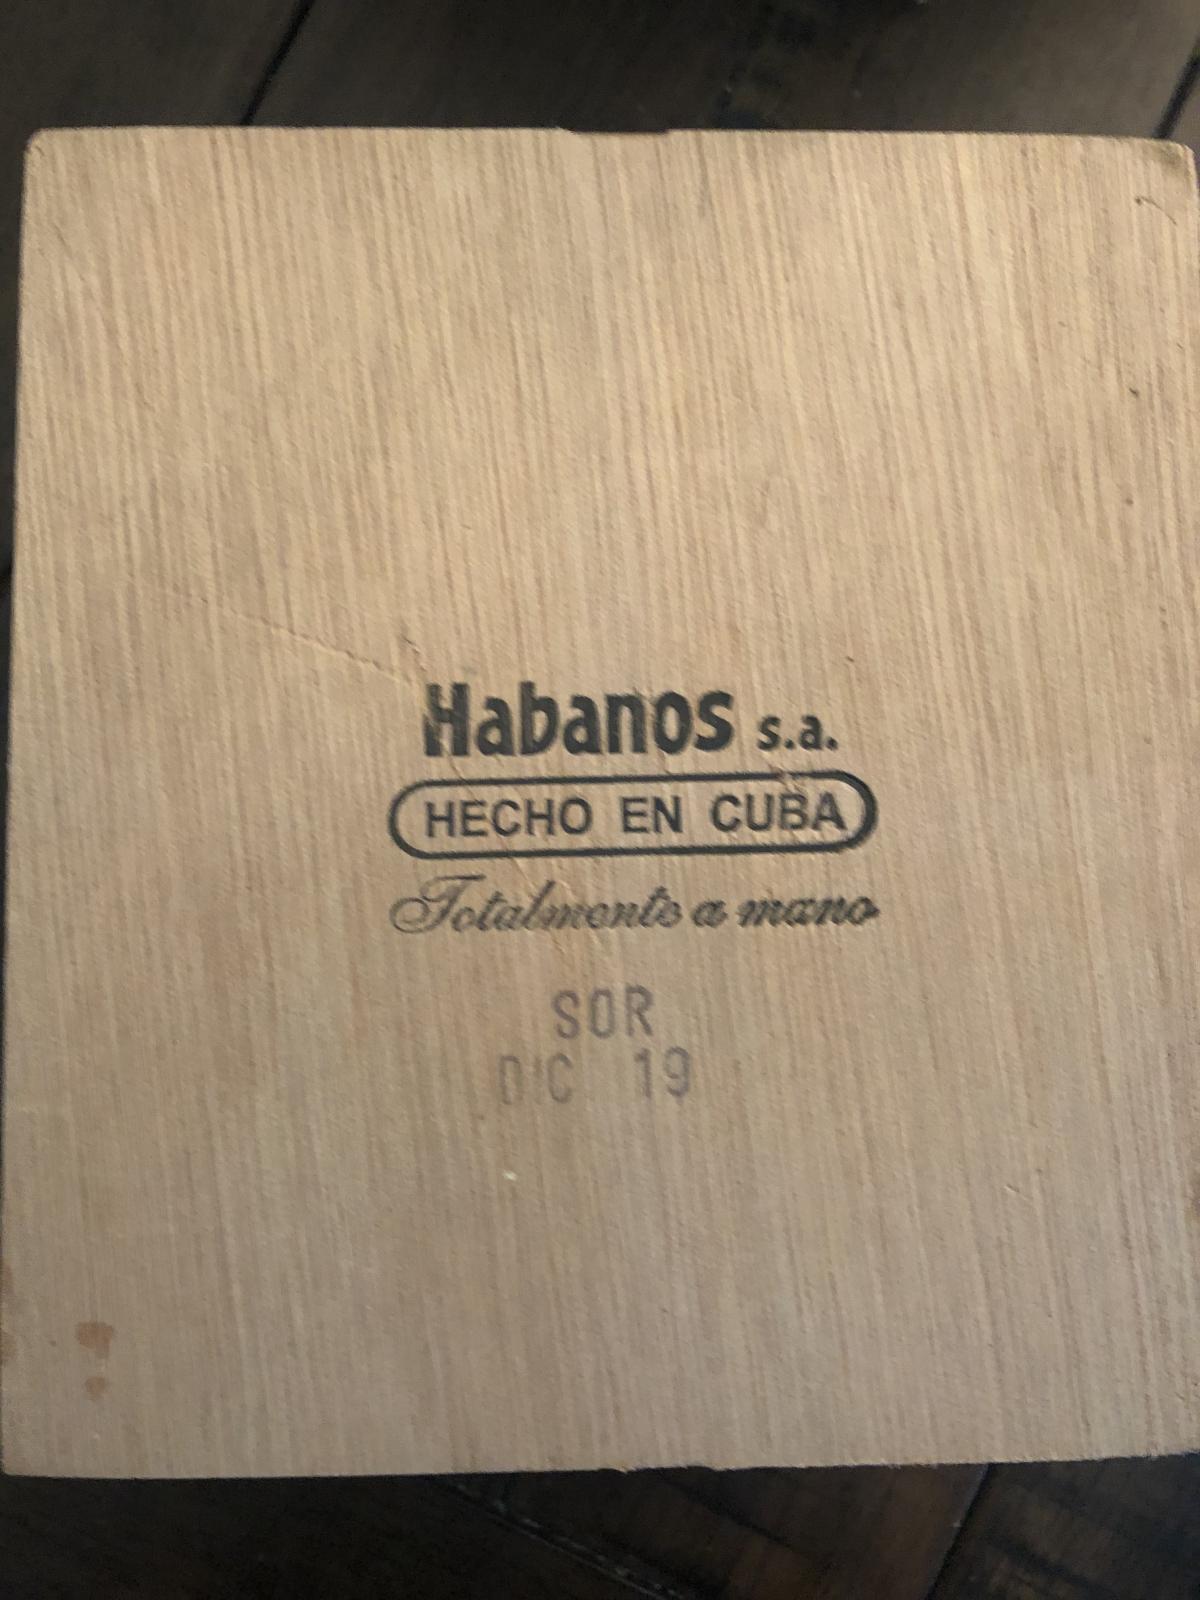 Habanos s.a.
HECHO EN CUBA
Totalmente a mano
SOR
DIC 19